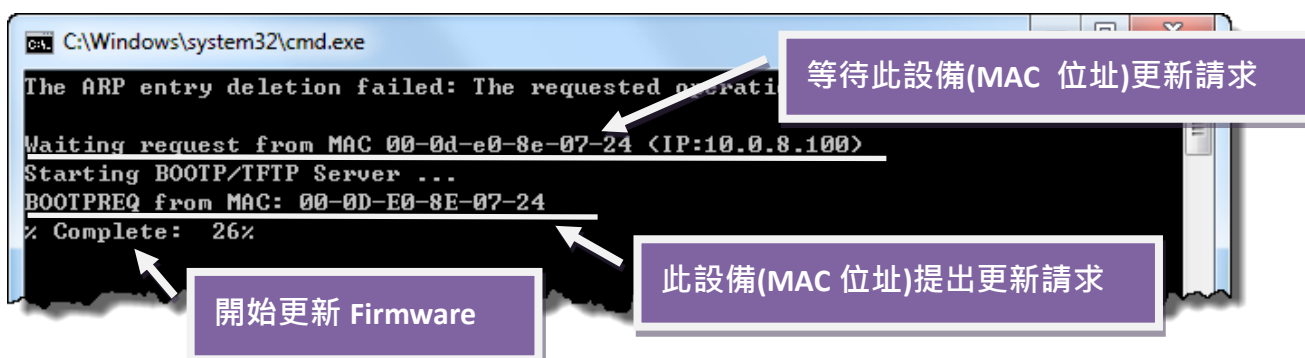 C:\Windows\system32\cmd.exe
等待此設備(MAC 位址)更新請求
The ARP entry deletion failed: The requested
Waiting request from MAC 00-0d-e0-8e-07-24 (IP:10.0.8.100)
Starting BOOTP/TFTP Server ...
BOOTPREQ from MAC: 00-0D-E0-8E-07-24
% Complete: 26%
此設備(MAC 位址)提出更新請求
開始更新 Firmware